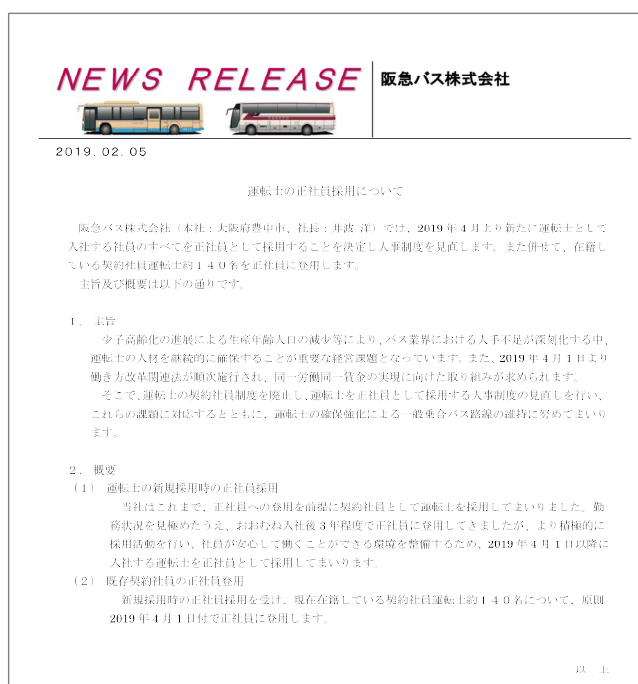 NEWS RELEASE
阪急バス株式会社
2019.02.05
運転士の正社員採用について
阪急バス株式会社（本社：大阪府豊中市、社長：井波 洋）では、2019年4月より新たに運転士として
入社する社員のすべてを正社員として採用することを決定し人事制度を見直します。また併せて、在籍し
ている契約社員運転士約140名を正社員に登用します。
主旨及び概要は以下の通りです。
1． 主旨
少子高齢化の進展による生産年齢人口の減少等により、バス業界における人手不足が深刻化する中、
運転士の人材を継続的に確保することが重要な経営課題となっています。また、2019年4月1日より
働き方改革関連法が順次施行され、同一労働同一賃金の実現に向けた取り組みが求められます。
そこで、運転士の契約社員制度を廃止し、運転士を正社員として採用する人事制度の見直しを行い、
これらの課題に対応するとともに、運転士の確保強化による一般乗合バス路線の維持に努めてまいり
ます。
2． 概要
（1） 運転士の新規採用時の正社員採用
当社はこれまで、正社員への登用を前提に契約社員として運転士を採用してまいりました。勤
務状況を見極めたうえ、おおむね入社後3年程度で正社員に登用してきましたが、より積極的に
採用活動を行い、社員が安心して働くことができる環境を整備するため、2019年4月1日以降に
入社する運転士を正社員として採用してまいります。
（2） 既存契約社員の正社員登用
新規採用時の正社員採用を受け、現在在籍している契約社員運転士約140名について、原則
2019年4月1日付で正社員に登用します。
以 上